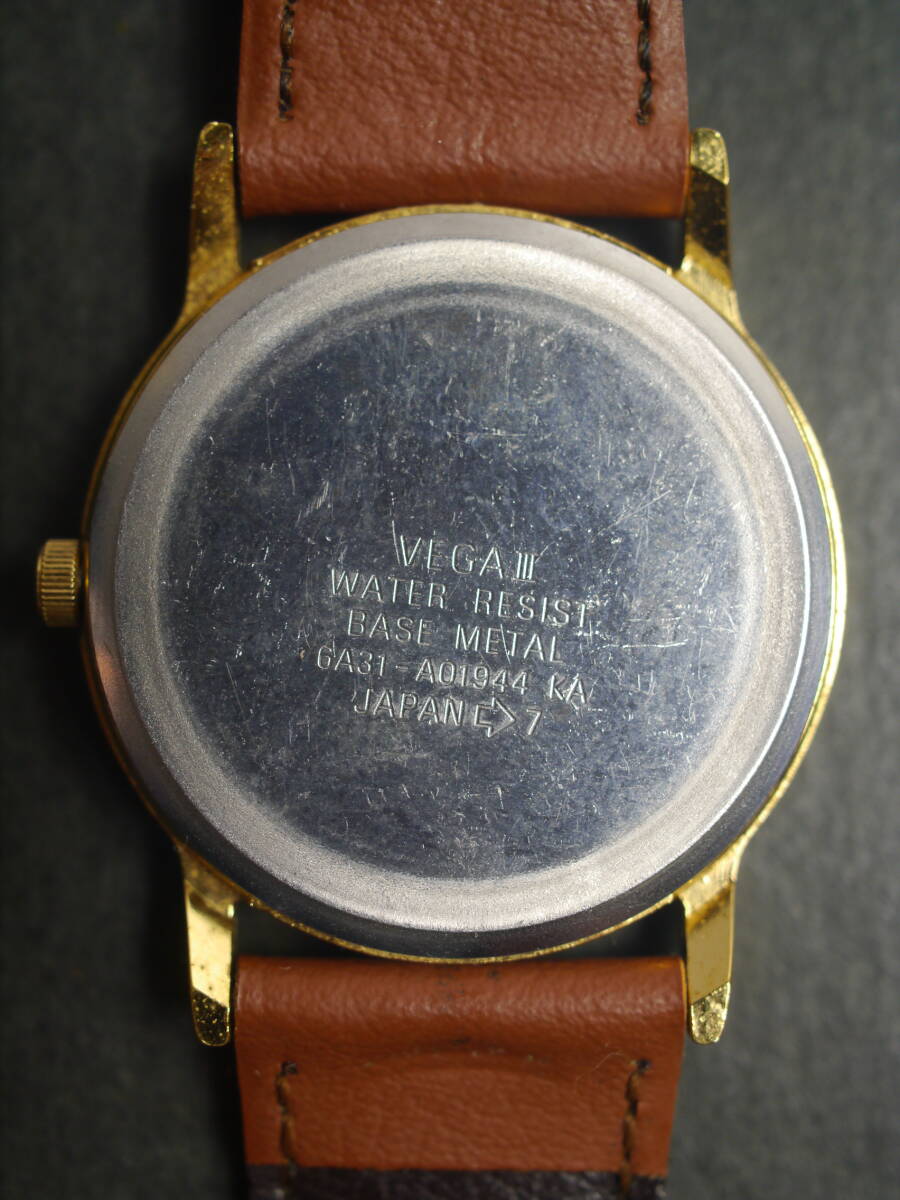 VEGA III
WATER RESIST
BASE METAL
6A31-A01944 KA
JAPAN 7